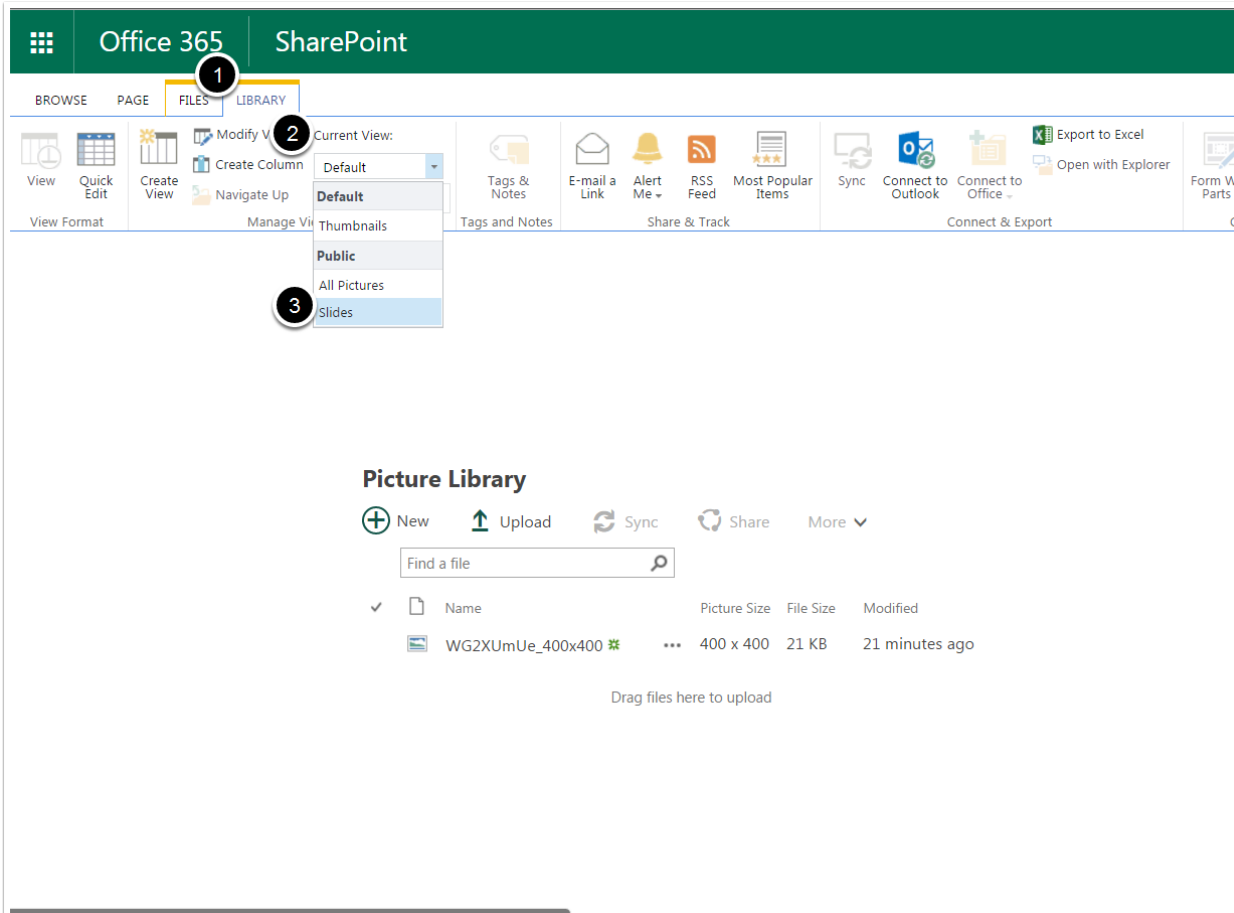 Office 365 SharePoint
1
BROWSE PAGE FILES LIBRARY
View
Quick Edit
Create View
Modify V
Create Column
Navigate Up
2
Current View:
Default
Default
Thumbnails
Public
All Pictures
3
Slides
Tags & Notes
E-mail a Link
Alert Me
RSS Feed
Most Popular Items
Sync
Connect to Outlook
Connect to Office
Export to Excel
Open with Explorer
Form W
Parts
View Format
Manage Vi
Tags and Notes
Share & Track
Connect & Export
Picture Library
New Upload Sync Share More
Find a file
Name Picture Size File Size Modified
WG2XUmUe_400x400 ... 400 x 400 21 KB 21 minutes ago
Drag files here to upload